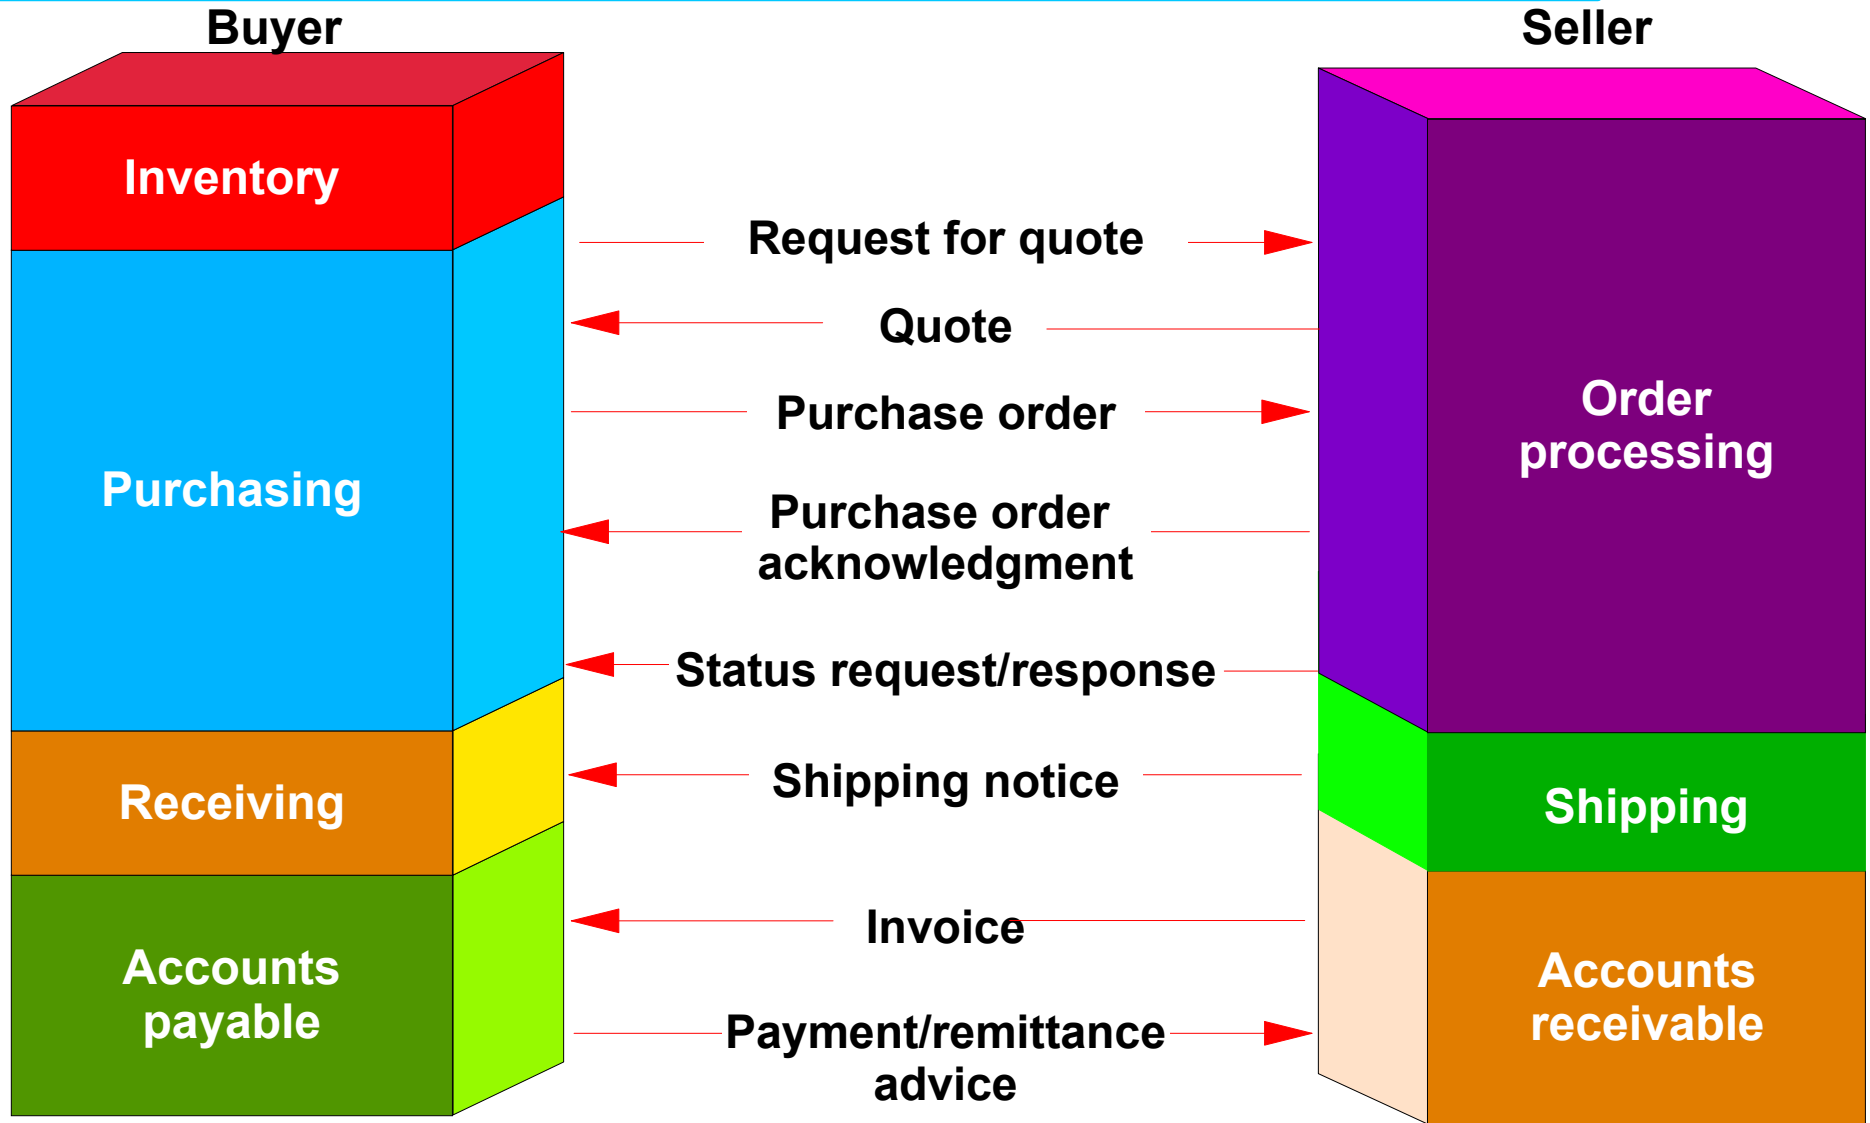 Buyer
Seller
Inventory
Request for quote
Quote
Purchase order
Order
processing
Purchasing
Purchase order
acknowledgment
Status request/response
Shipping notice
Receiving
Shipping
Invoice
Accounts
payable
Accounts
receivable
Payment/remittance
advice